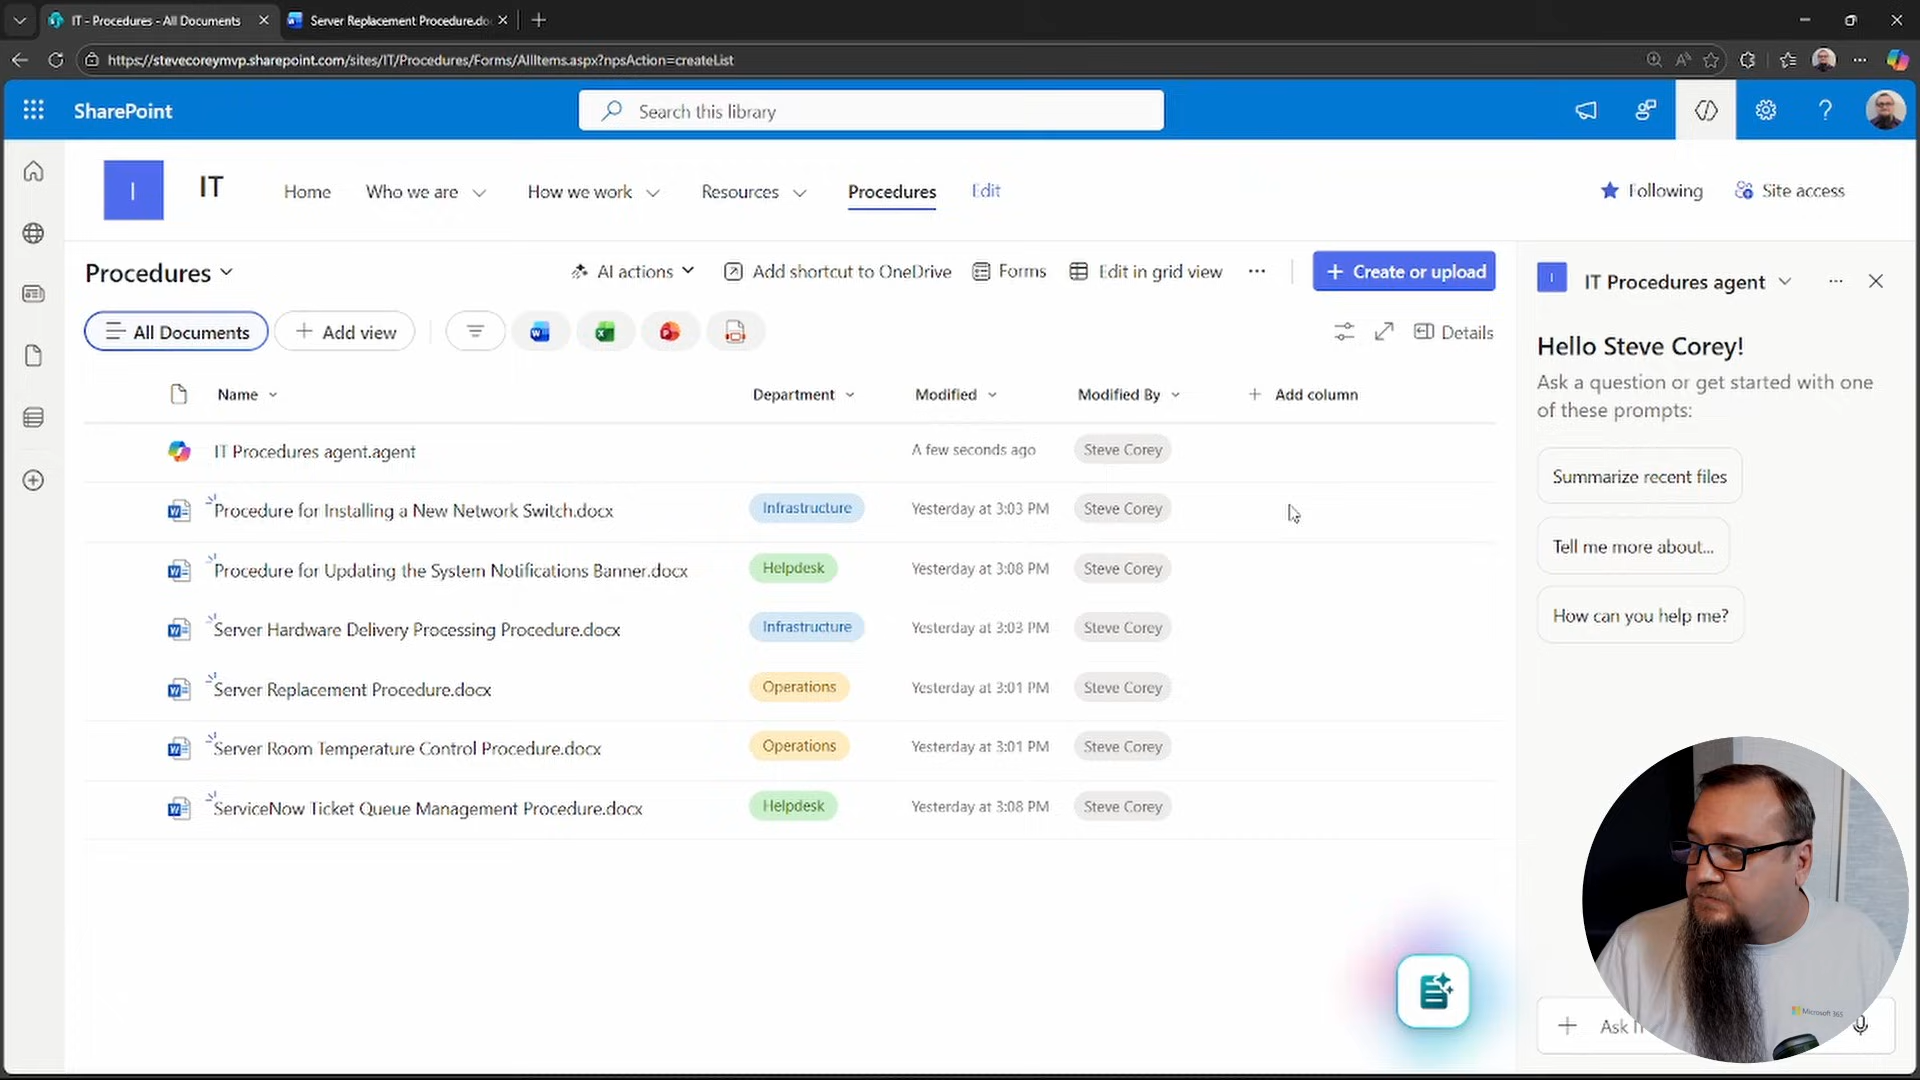 IT - Procedures - All Documents
Server Replacement Procedure.do
https://stevecoreymvp.sharepoint.com/sites/IT/Procedures/Forms/AllItems.aspx?npsAction=createList
SharePoint
Search this library
I
IT
Home
Who we are
How we work
Resources
Procedures
Edit
Following
Site access
Procedures
AI actions
Add shortcut to OneDrive
Forms
Edit in grid view
Create or upload
All Documents
Add view
Details
Name
Department
Modified
Modified By
Add column
IT Procedures agent.agent
A few seconds ago
Steve Corey
Procedure for Installing a New Network Switch.docx
Infrastructure
Yesterday at 3:03 PM
Steve Corey
Procedure for Updating the System Notifications Banner.docx
Helpdesk
Yesterday at 3:08 PM
Steve Corey
Server Hardware Delivery Processing Procedure.docx
Infrastructure
Yesterday at 3:03 PM
Steve Corey
Server Replacement Procedure.docx
Operations
Yesterday at 3:01 PM
Steve Corey
Server Room Temperature Control Procedure.docx
Operations
Yesterday at 3:01 PM
Steve Corey
ServiceNow Ticket Queue Management Procedure.docx
Helpdesk
Yesterday at 3:08 PM
Steve Corey
I
IT Procedures agent
Hello Steve Corey!
Ask a question or get started with one
of these prompts:
Summarize recent files
Tell me more about...
How can you help me?
Ask
Microsoft 365